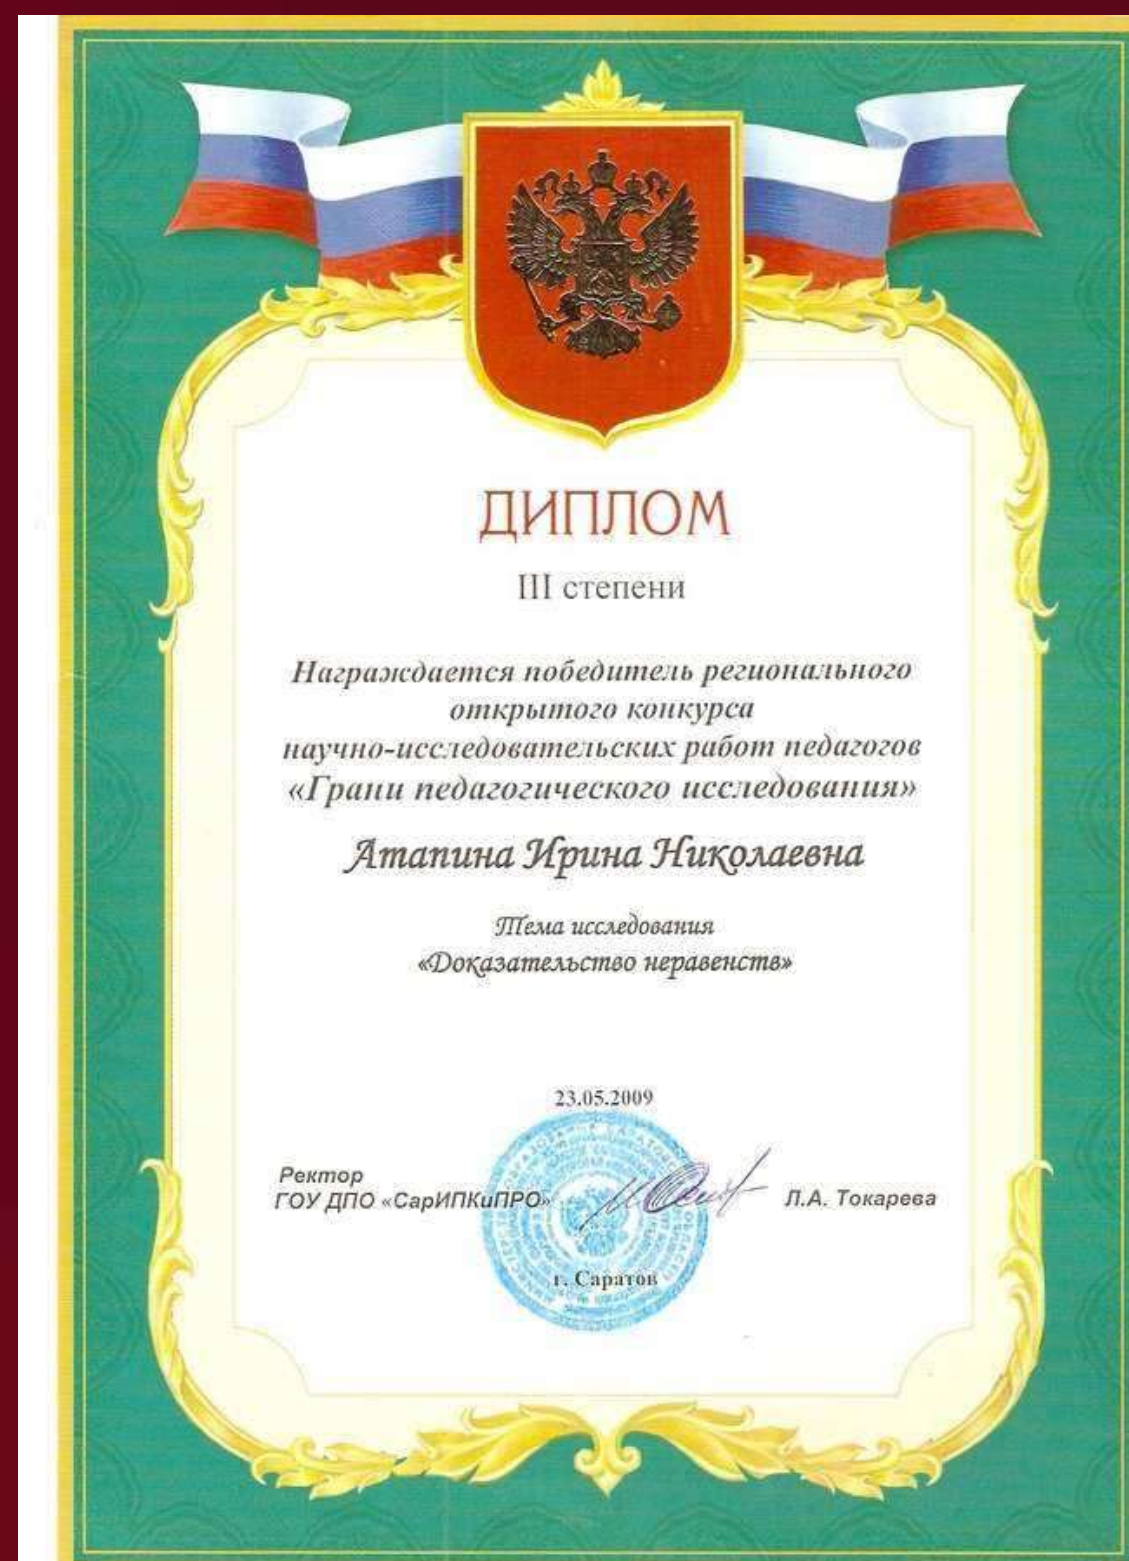 ДИПЛОМ
III степени
Награждается победитель регионального
открытого конкурса
научно-исследовательских работ педагогов
«Грани педагогического исследования»
Атапина Ирина Николаевна
Тема исследования
«Доказательство неравенств»
23.05.2009
Ректор
ГОУ ДПО «СарИПКиПРО»
Л.А. Токарева
г. Саратов